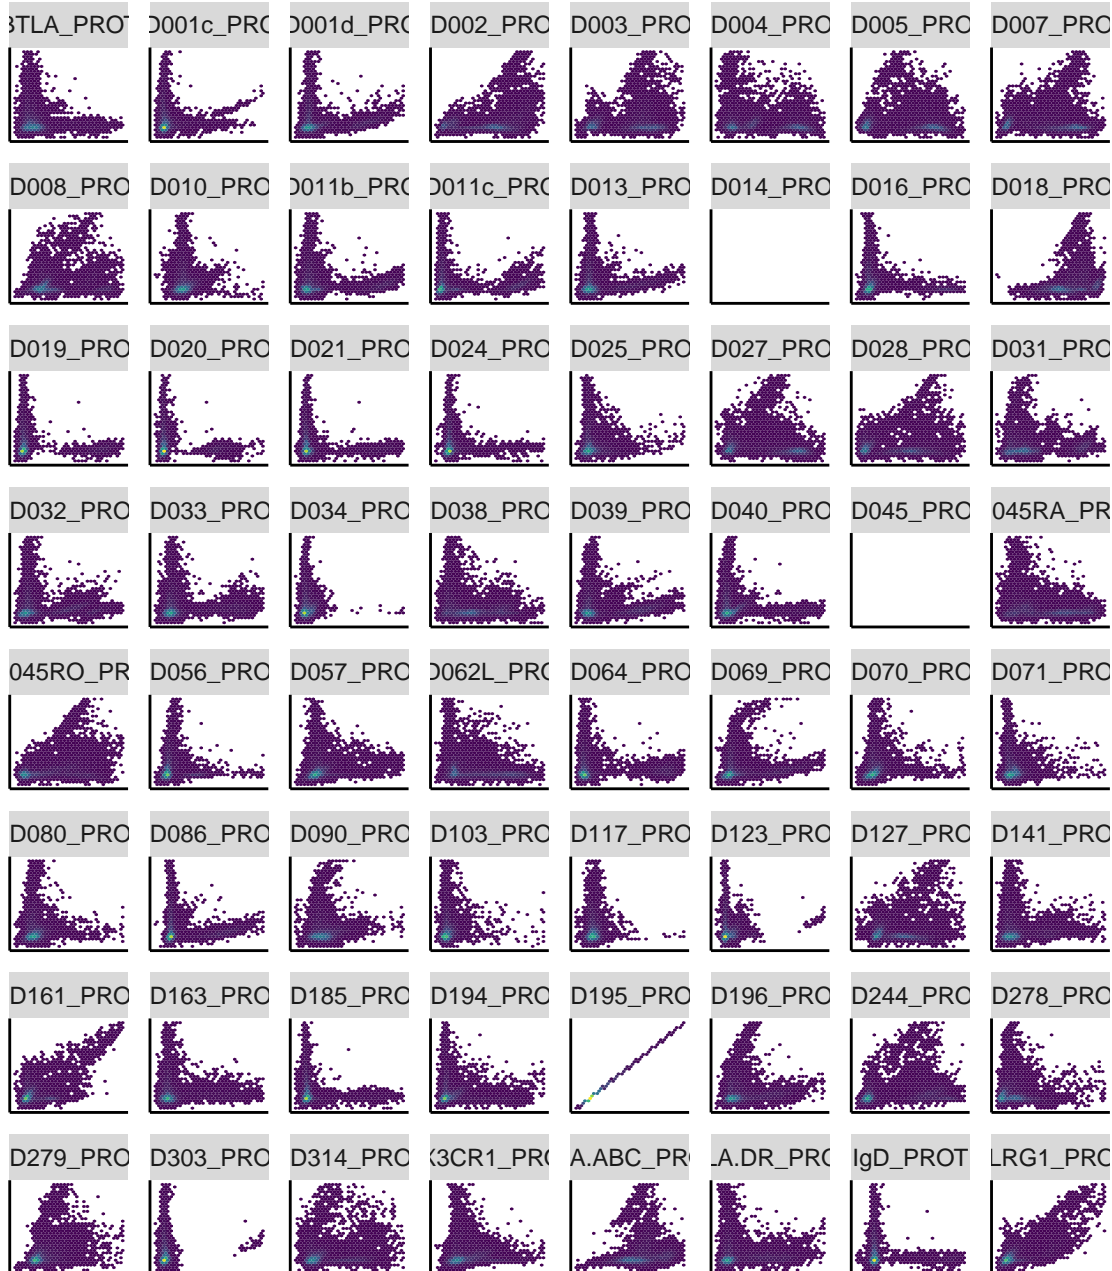 BTLA_PROT D001c_PRO D001d_PRO D002_PRO D003_PRO D004_PRO D005_PRO D007_PRO
D008_PRO D010_PRO D011b_PRO D011c_PRO D013_PRO D014_PRO D016_PRO D018_PRO
D019_PRO D020_PRO D021_PRO D024_PRO D025_PRO D027_PRO D028_PRO D031_PRO
D032_PRO D033_PRO D034_PRO D038_PRO D039_PRO D040_PRO D045_PRO 045RA_PR
045RO_PR D056_PRO D057_PRO D062L_PRO D064_PRO D069_PRO D070_PRO D071_PRO
D080_PRO D086_PRO D090_PRO D103_PRO D117_PRO D123_PRO D127_PRO D141_PRO
D161_PRO D163_PRO D185_PRO D194_PRO D195_PRO D196_PRO D244_PRO D278_PRO
D279_PRO D303_PRO D314_PRO X3CR1_PRO A.ABC_PR LA.DR_PRO IgD_PROT LRG1_PRO